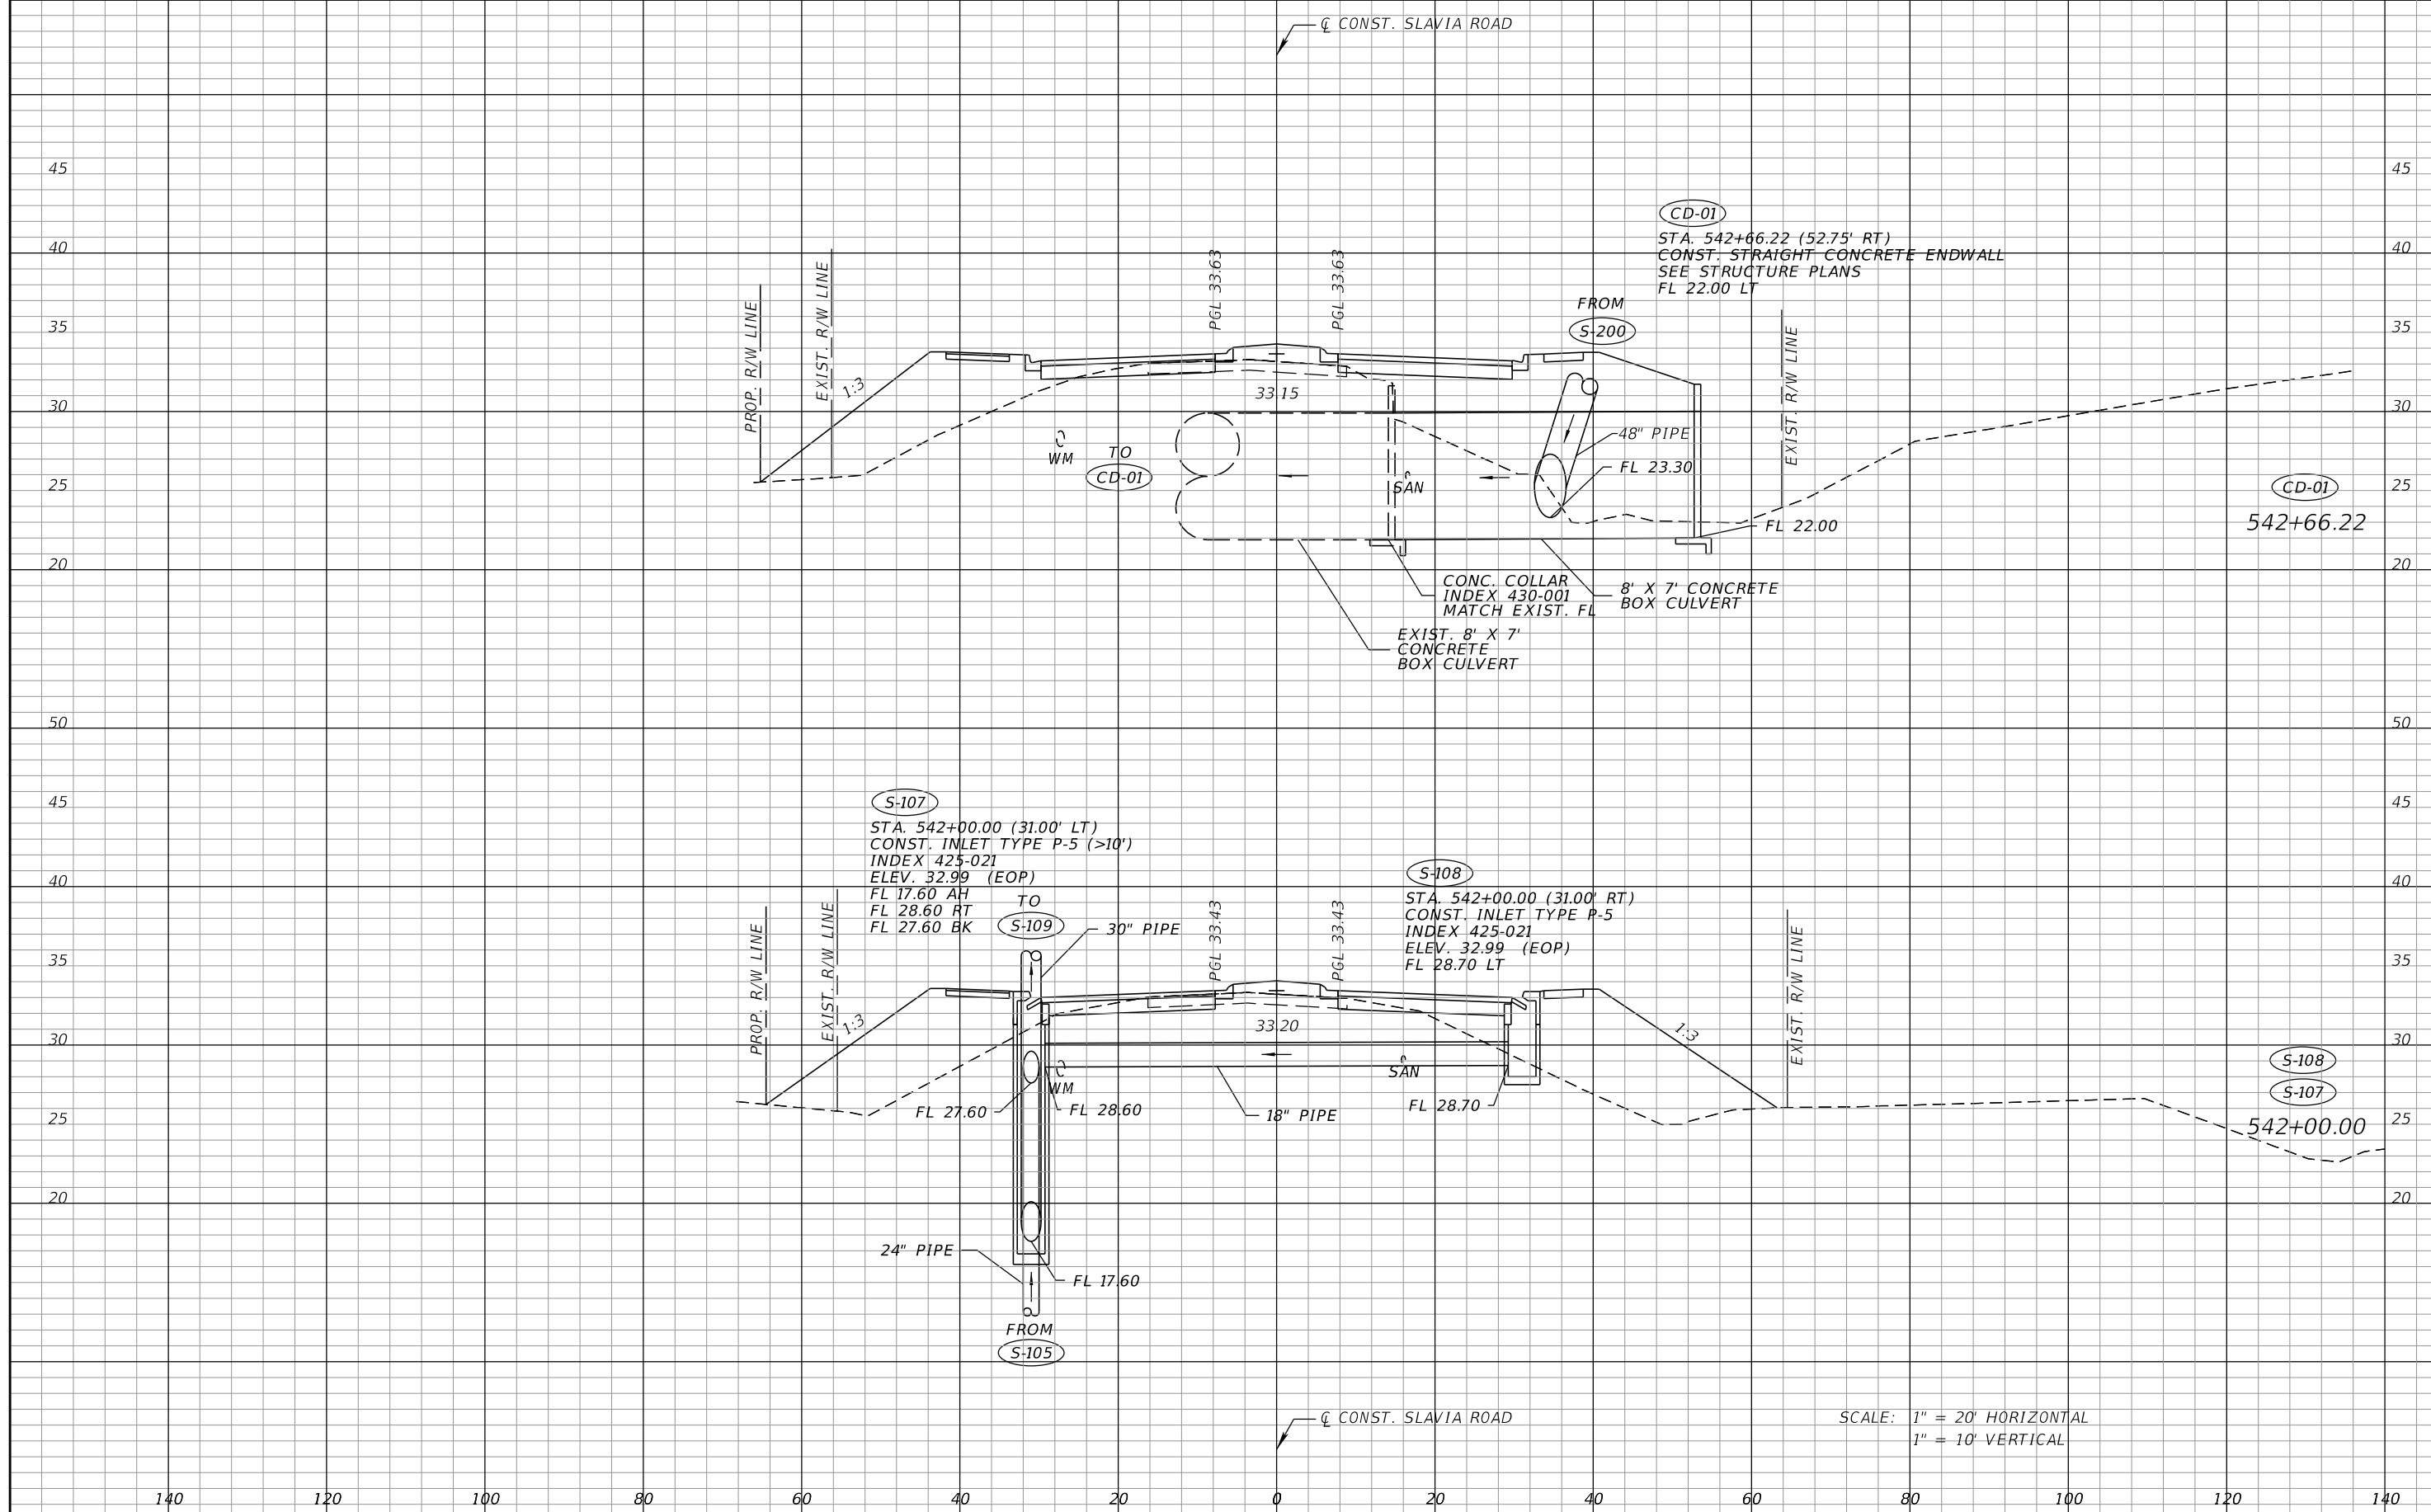 ℄ CONST. SLAVIA ROAD
45
45
CD-01
STA. 542+66.22 (52.75' RT)
CONST. STRAIGHT CONCRETE ENDWALL
SEE STRUCTURE PLANS
FL 22.00 LT
40
40
PROP. R/W LINE
EXIST. R/W LINE
PGL 33.63
PGL 33.63
FROM
S-200
EXIST. R/W LINE
35
35
1:3
33.15
30
30
48" PIPE
WM
TO
CD-01
SAN
FL 23.30
25
25
CD-01
542+66.22
FL 22.00
20
20
CONC. COLLAR
INDEX 430-001
MATCH EXIST. FL
8' X 7' CONCRETE
BOX CULVERT
EXIST. 8' X 7'
CONCRETE
BOX CULVERT
50
50
45
45
S-107
STA. 542+00.00 (31.00' LT)
CONST. INLET TYPE P-5 (>10')
INDEX 425-021
ELEV. 32.99 (EOP)
FL 17.60 AH
FL 28.60 RT
FL 27.60 BK
40
40
TO
S-109
30" PIPE
S-108
STA. 542+00.00 (31.00' RT)
CONST. INLET TYPE P-5
INDEX 425-021
ELEV. 32.99 (EOP)
FL 28.70 LT
PROP. R/W LINE
EXIST. R/W LINE
PGL 33.43
PGL 33.43
EXIST. R/W LINE
35
35
1:3
33.20
1:3
30
30
WM
SAN
FL 27.60
FL 28.60
18" PIPE
FL 28.70
S-108
S-107
542+00.00
25
25
20
20
24" PIPE
FL 17.60
FROM
S-105
℄ CONST. SLAVIA ROAD
SCALE: 1" = 20' HORIZONTAL
1" = 10' VERTICAL
140 120 100 80 60 40 20 0 20 40 60 80 100 120 140